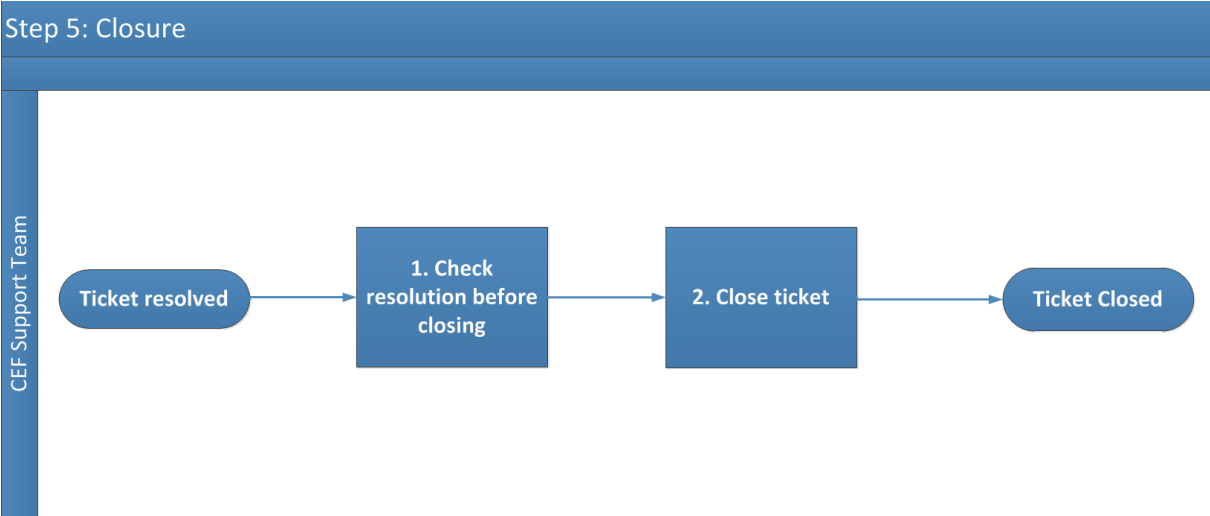 Step 5: Closure
CEF Support Team
Ticket resolved
1. Check
resolution before
closing
2. Close ticket
Ticket Closed